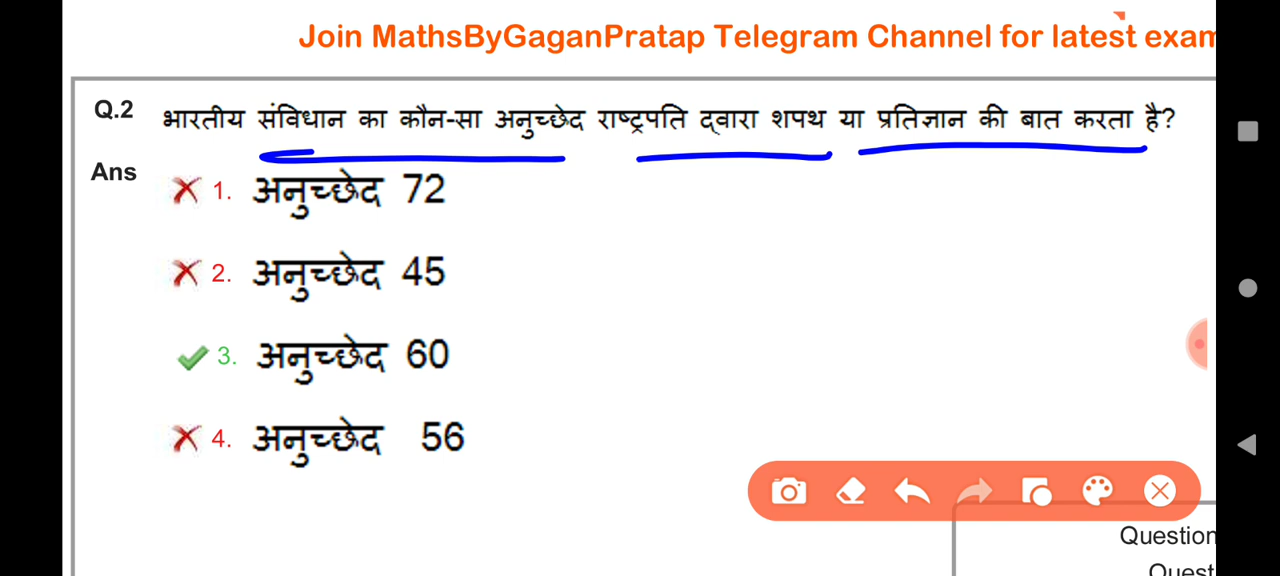 Join MathsByGaganPratap Telegram Channel for latest exam
Q.2 भारतीय संविधान का कौन-सा अनुच्छेद राष्ट्रपति द्वारा शपथ या प्रतिज्ञान की बात करता है?
Ans
1. अनुच्छेद 72
2. अनुच्छेद 45
3. अनुच्छेद 60
4. अनुच्छेद 56
Question